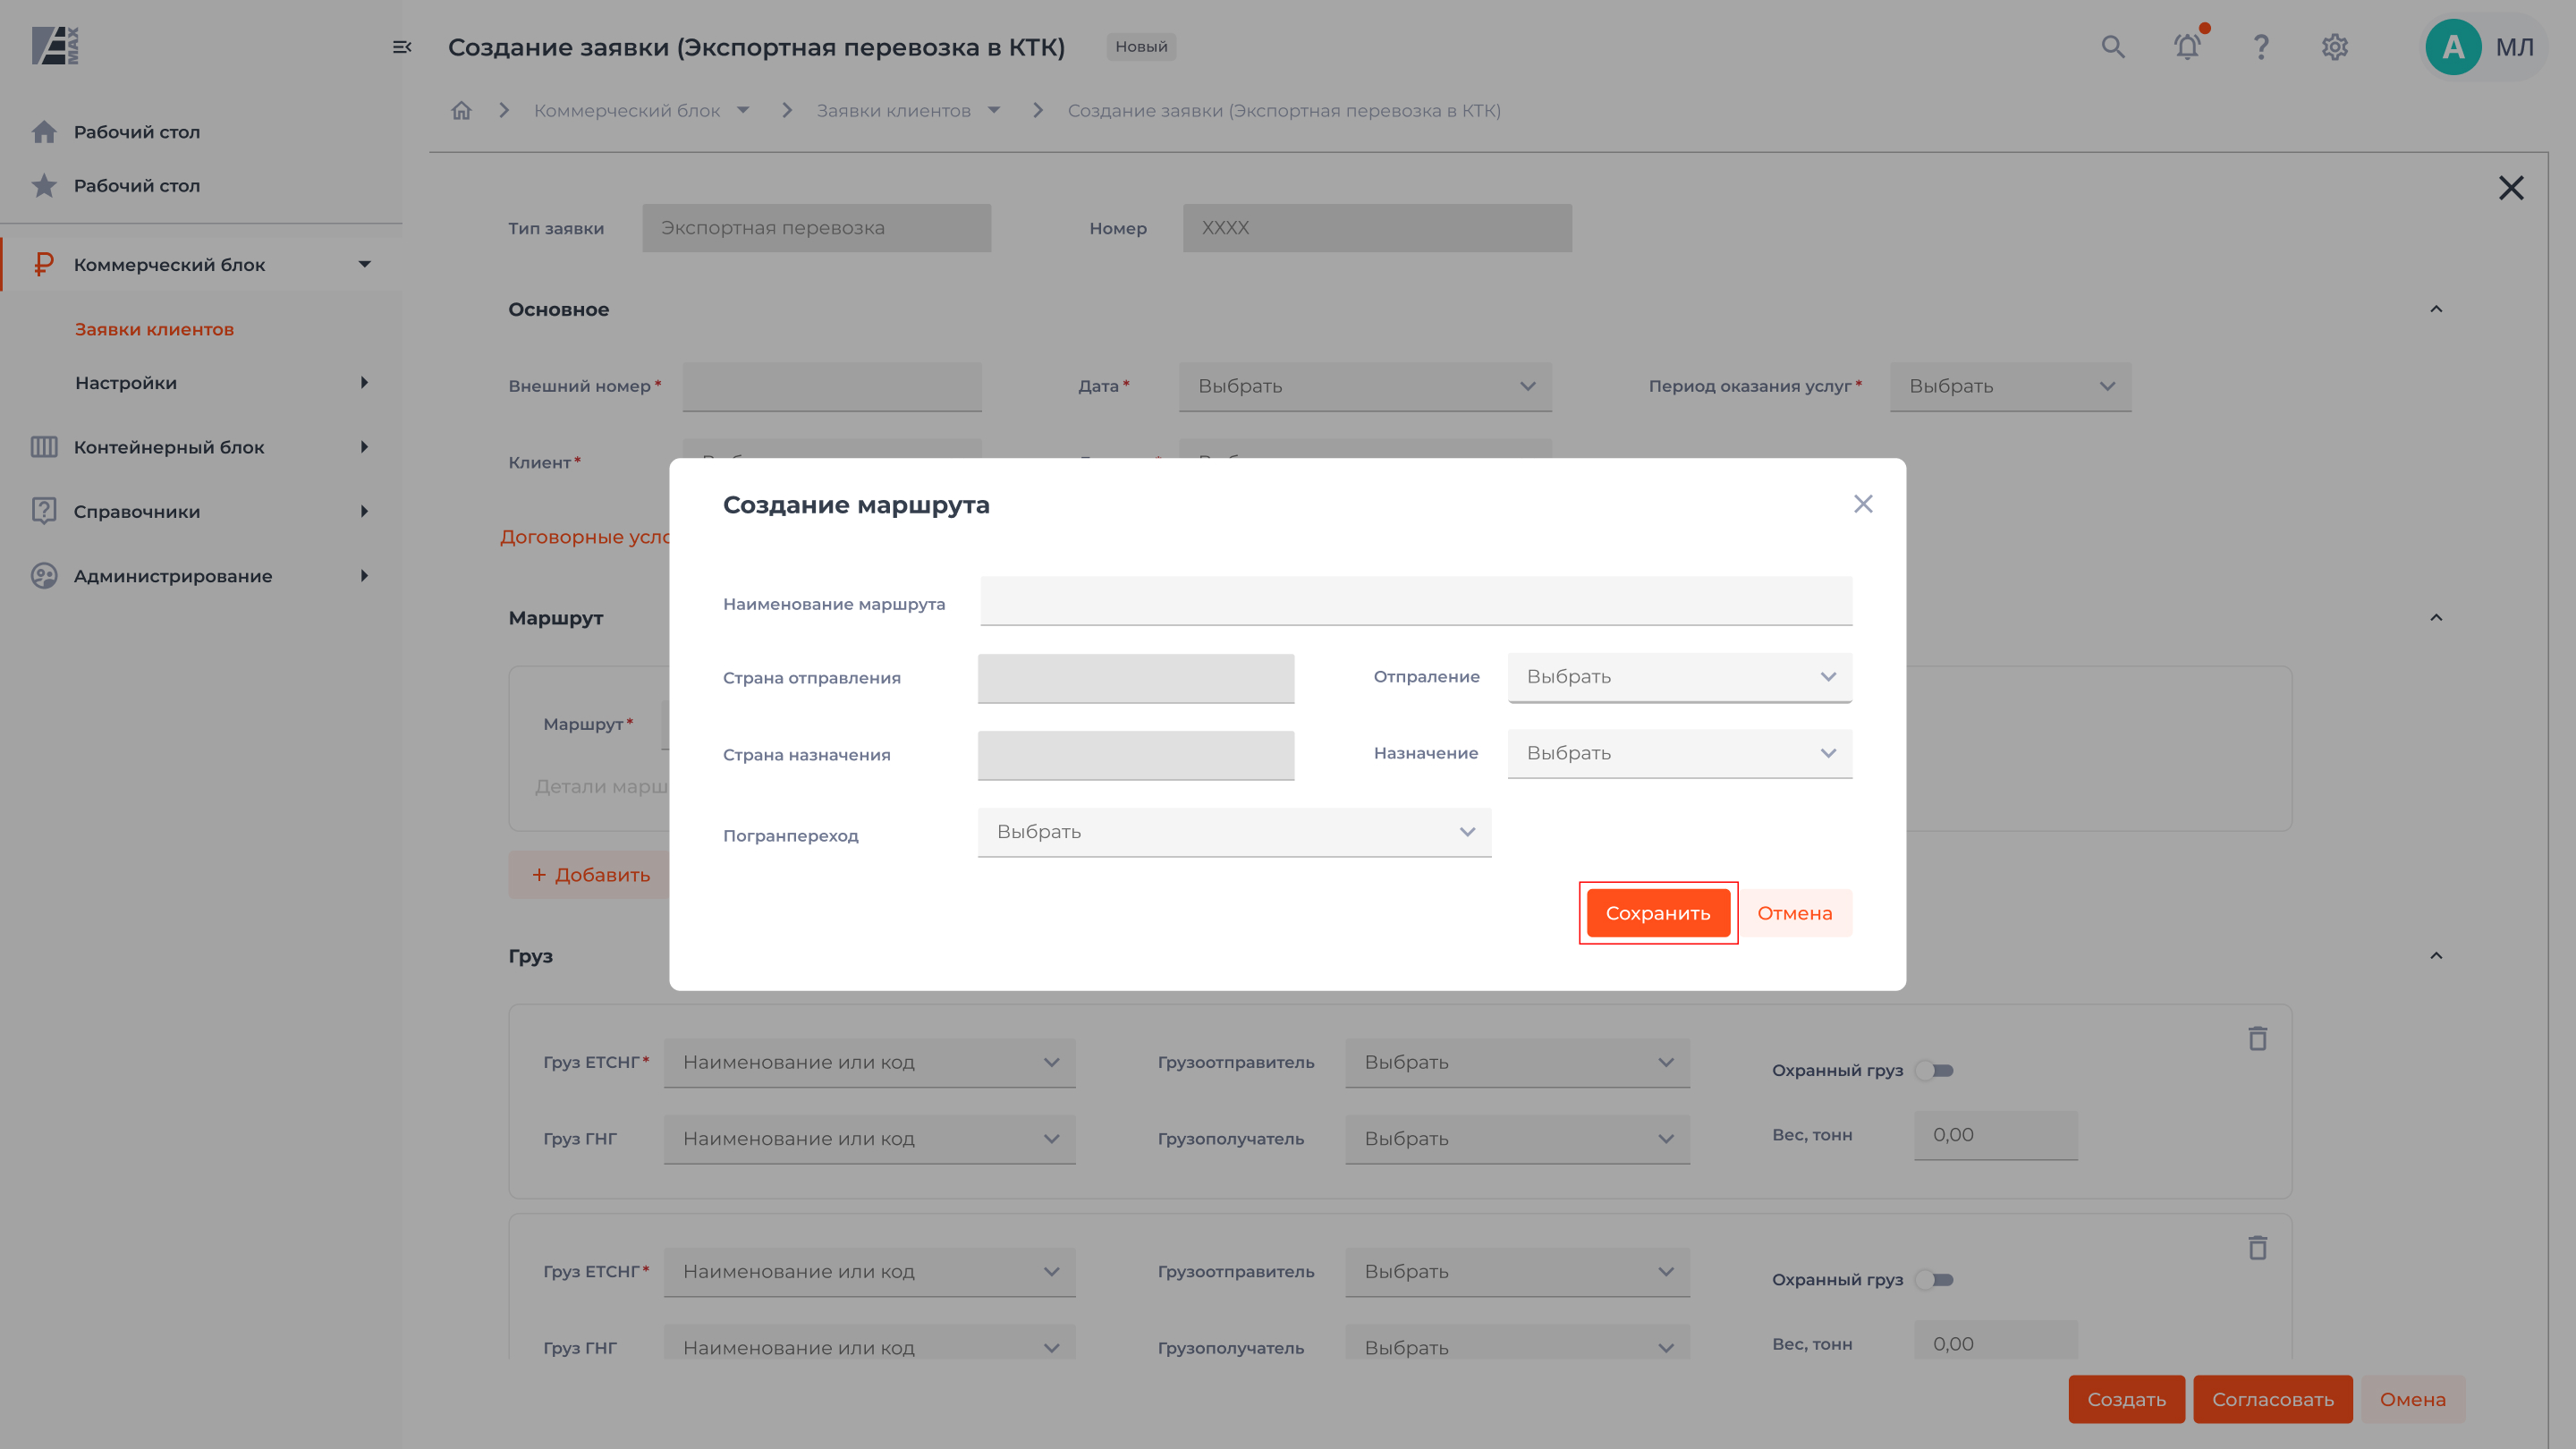 MAX
Создание заявки (Экспортная перевозка в КТК)
Новый
А
МЛ
Коммерческий блок
Заявки клиентов
Создание заявки (Экспортная перевозка в КТК)
Рабочий стол
Рабочий стол
Коммерческий блок
Заявки клиентов
Настройки
Контейнерный блок
Справочники
Администрирование
Тип заявки
Экспортная перевозка
Номер
XXXX
Основное
Внешний номер*
Дата*
Выбрать
Период оказания услуг*
Выбрать
Клиент*
Договорные усло
Маршрут
Маршрут*
Детали марш
+ Добавить
Создание маршрута
Наименование маршрута
Страна отправления
Отпраление
Выбрать
Страна назначения
Назначение
Выбрать
Погранпереход
Выбрать
Сохранить
Отмена
Груз
Груз ЕТСНГ*
Наименование или код
Грузоотправитель
Выбрать
Охранный груз
Груз ГНГ
Наименование или код
Грузополучатель
Выбрать
Вес, тонн
0,00
Груз ЕТСНГ*
Наименование или код
Грузоотправитель
Выбрать
Охранный груз
Груз ГНГ
Наименование или код
Грузополучатель
Выбрать
Вес, тонн
0,00
Создать
Согласовать
Омена